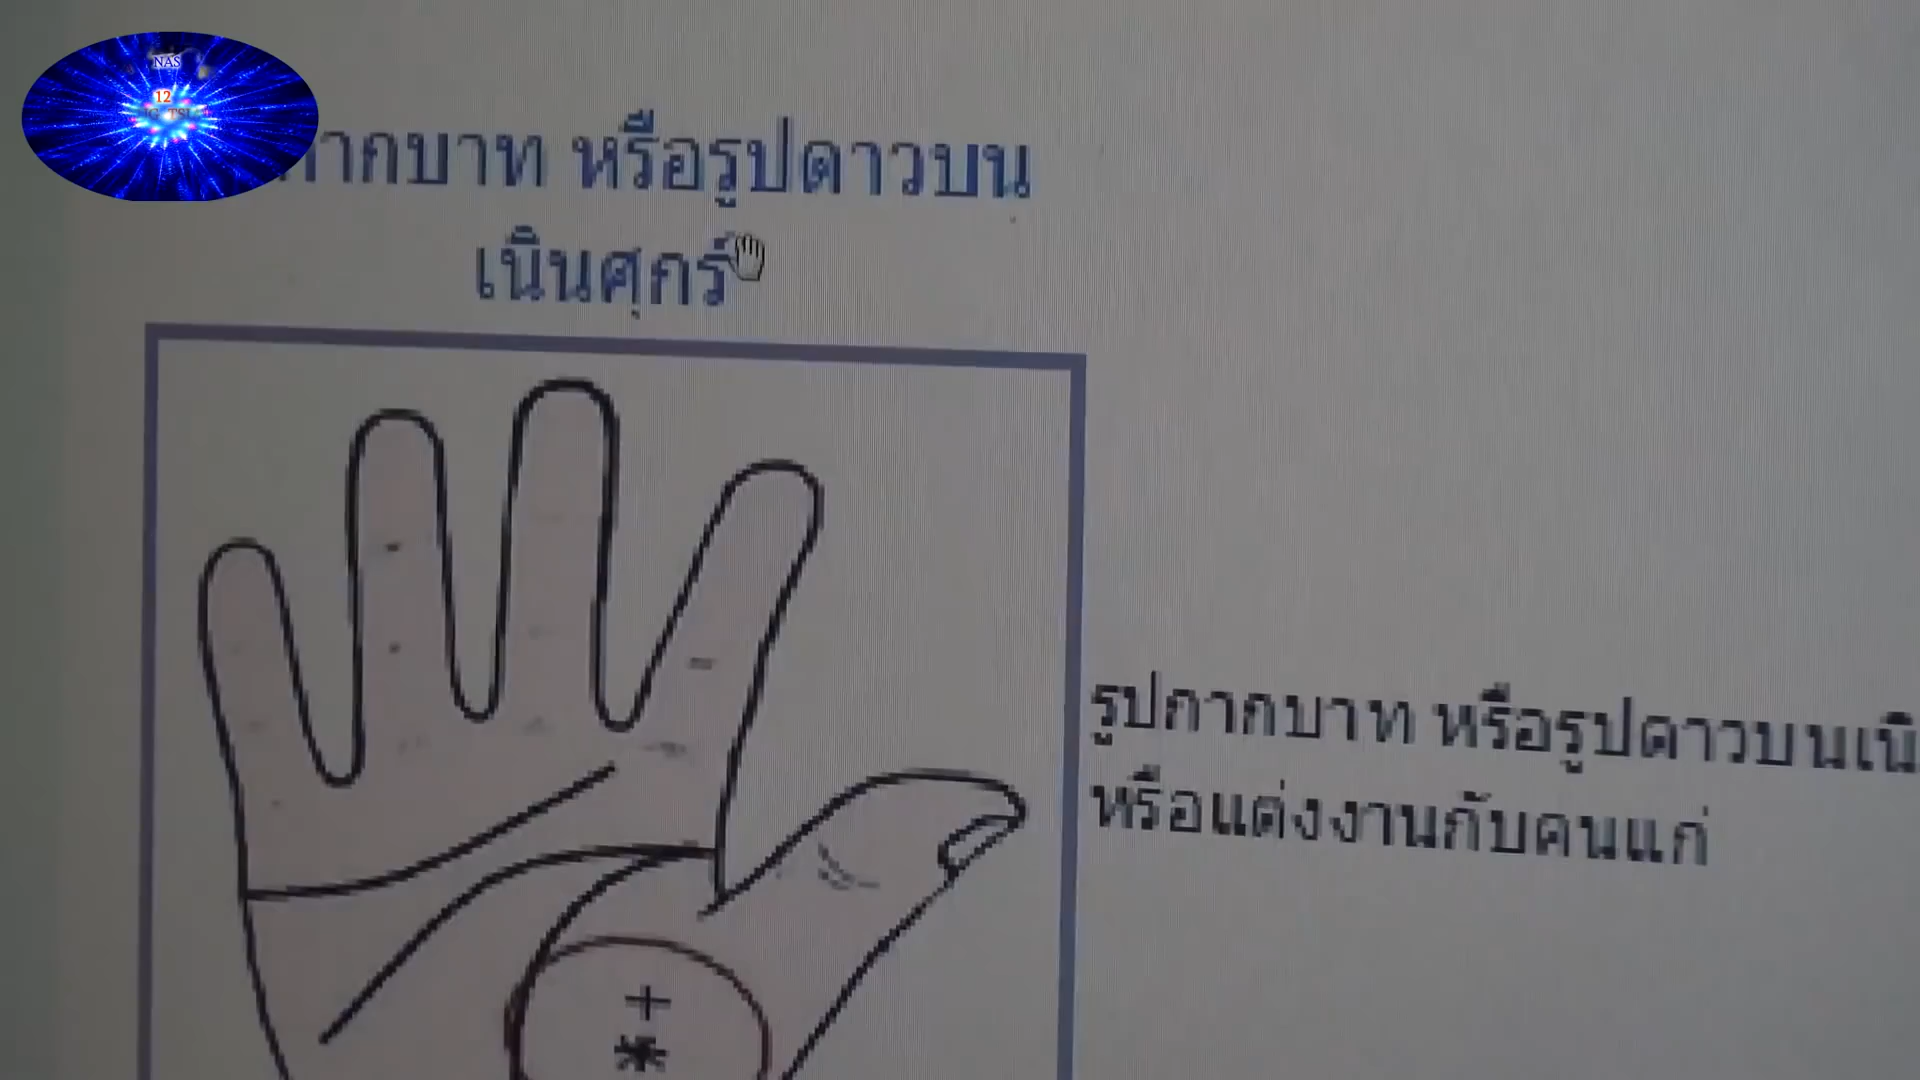 NAS
12
กากบาท หรือรูปดาวบน
เนินศุกร์
รูปกากบาท หรือรูปดาวบนเนิ
หรือแต่งงานกับคนแก่